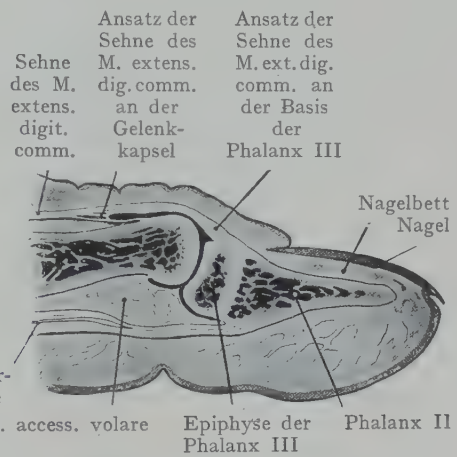 Sehne
des M.
extens.
digit.
comm.
Ansatz der
Sehne des
M. extens.
dig. comm.
an der
Gelenk-
kapsel
Ansatz der
Sehne des
M. ext. dig.
comm. an
der Basis
der
Phalanx III
Nagelbett
Nagel
. access. volare
Epiphyse der
Phalanx III
Phalanx II